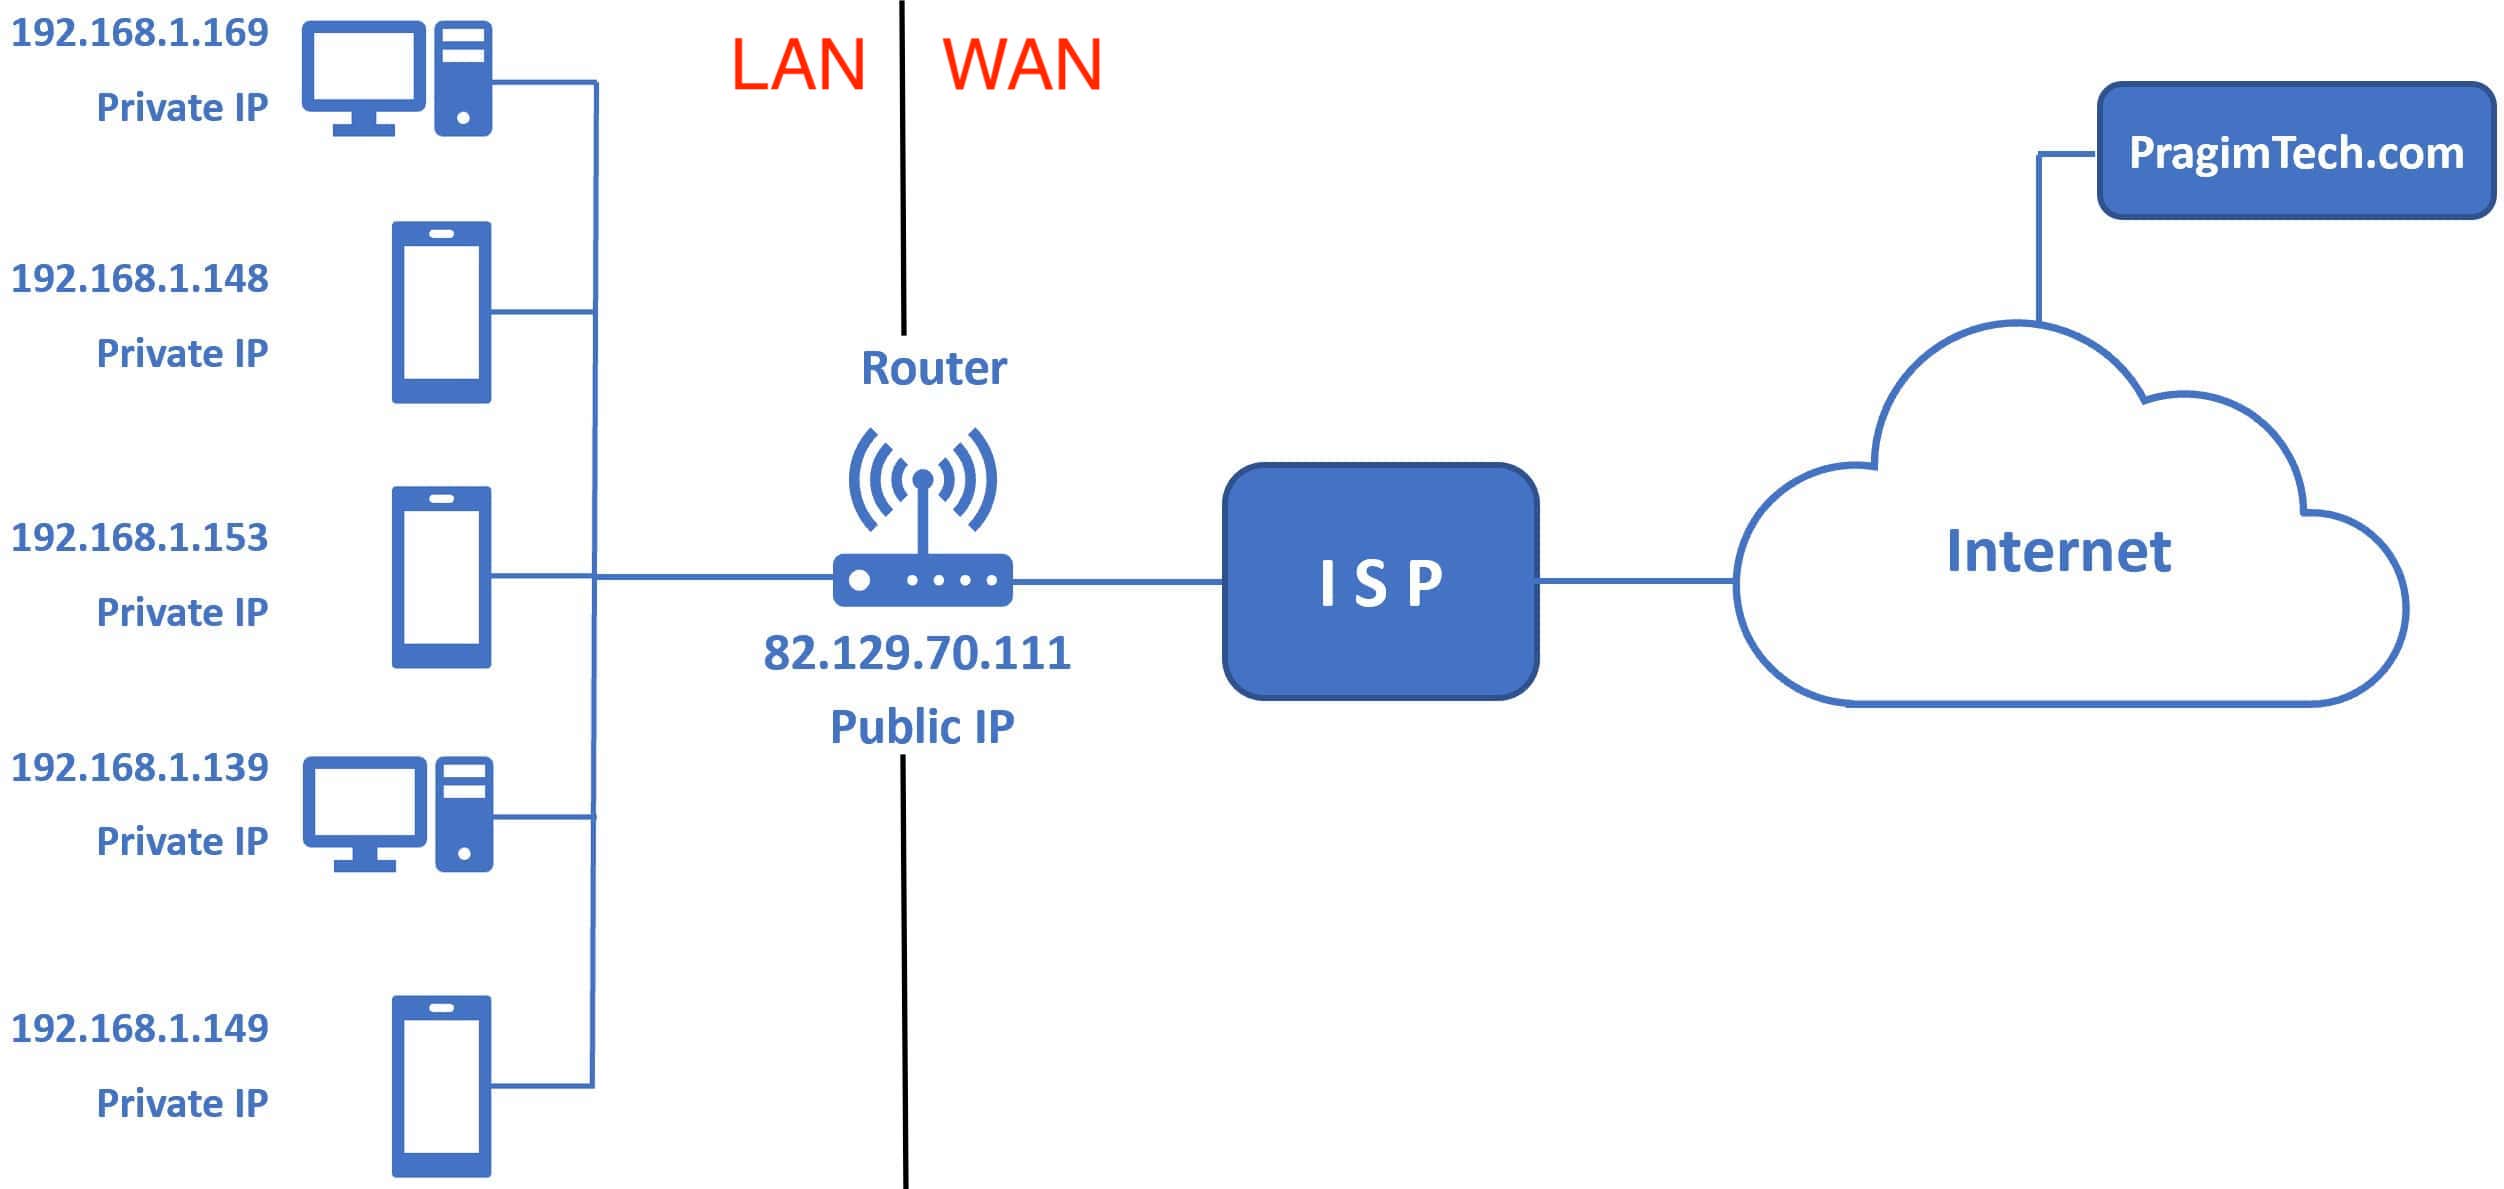 192.168.1.169
Private IP
192.168.1.148
Private IP
192.168.1.153
Private IP
192.168.1.139
Private IP
192.168.1.149
Private IP
LAN
WAN
Router
82.129.70.111
Public IP
ISP
Internet
PragimTech.com